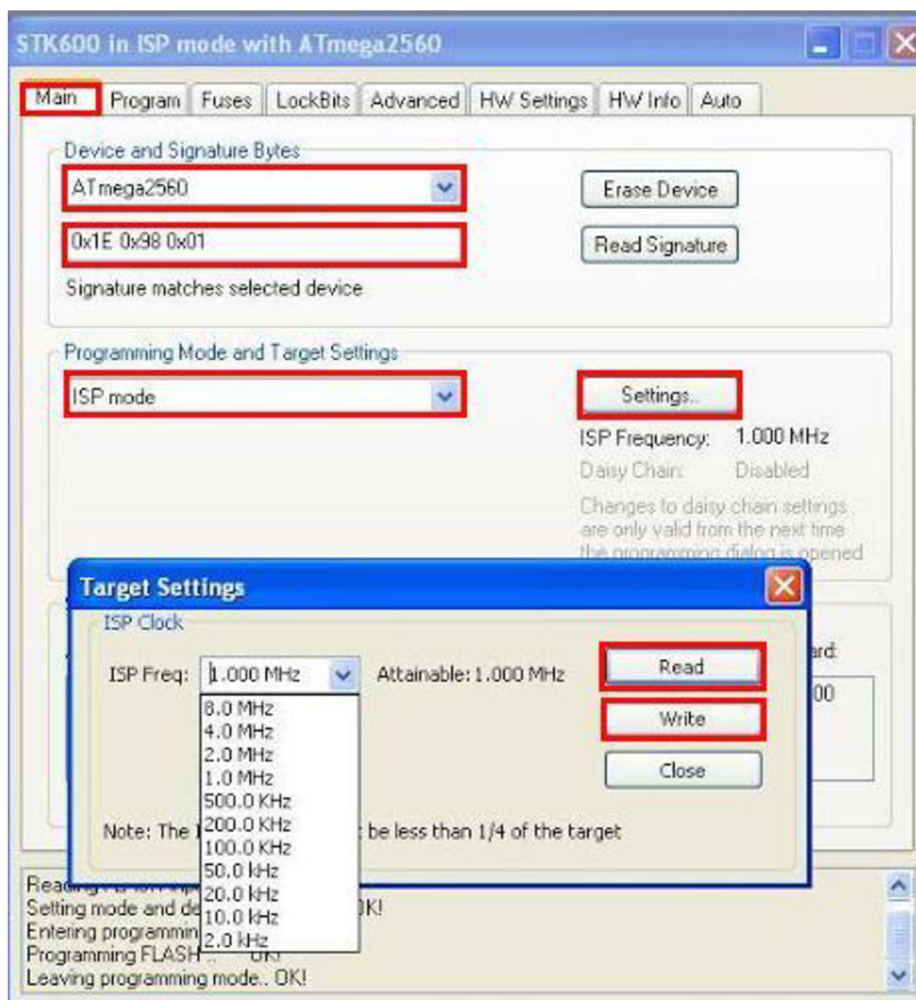 STK600 in ISP mode with ATmega2560
Main Program Fuses LockBits Advanced HW Settings HW Info Auto
Device and Signature Bytes
ATmega2560
Erase Device
0x1E 0x98 0x01
Read Signature
Signature matches selected device
Programming Mode and Target Settings
ISP mode
Settings..
ISP Frequency: 1.000 MHz
Daisy Chain: Disabled
Changes to daisy chain settings
are only valid from the next time
the programming dialog is opened
Target Settings
ISP Clock
ISP Freq: 1.000 MHz Attainable: 1.000 MHz
Read
Write
Close
8.0 MHz
4.0 MHz
2.0 MHz
1.0 MHz
500.0 KHz
200.0 KHz
100.0 KHz
50.0 kHz
20.0 kHz
10.0 kHz
2.0 kHz
Note: The be less than 1/4 of the target
Setting mode and de OK!
Entering programmin
Programming FLASH .. OK!
Leaving programming mode.. OK!